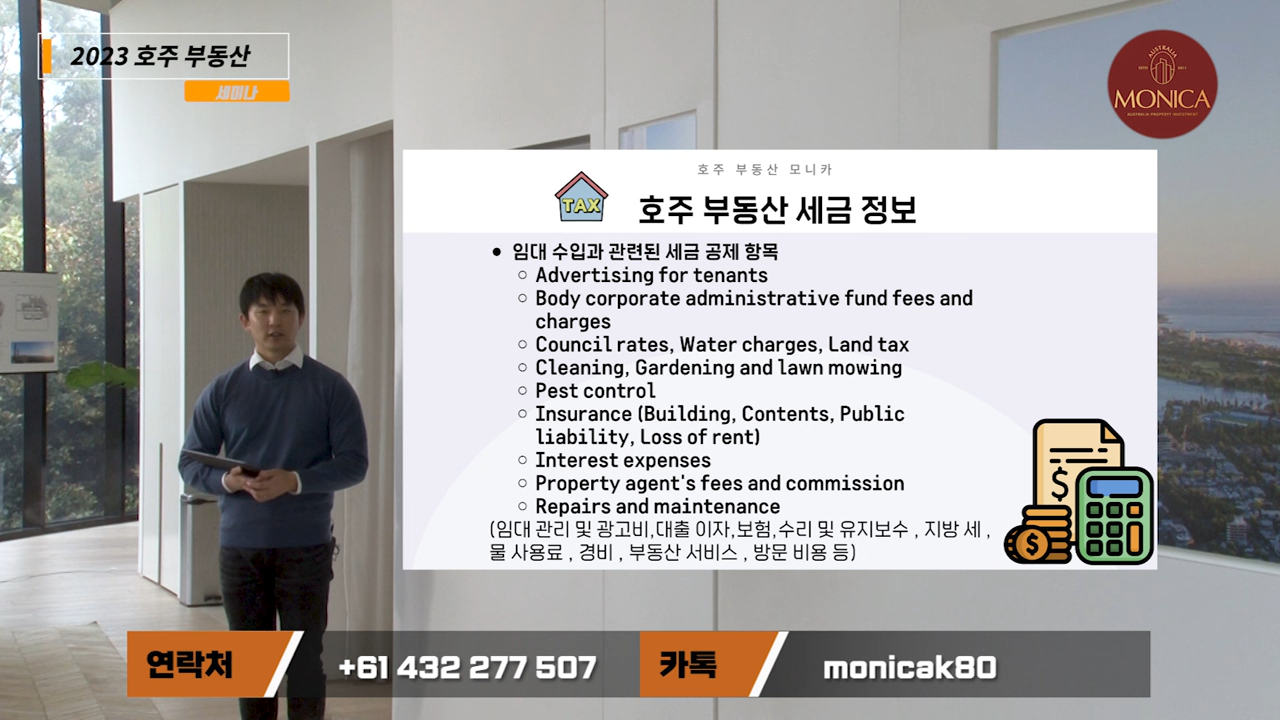 2023 호주 부동산
세미나
AUSTRALIA
MONICA
AUSTRALIA PROPERTY INVESTMENT
호주 부동산 모니카
TAX
호주 부동산 세금 정보
• 임대 수입과 관련된 세금 공제 항목
○ Advertising for tenants
○ Body corporate administrative fund fees and
charges
○ Council rates, Water charges, Land tax
○ Cleaning, Gardening and lawn mowing
○ Pest control
○ Insurance (Building, Contents, Public
liability, Loss of rent)
○ Interest expenses
○ Property agent's fees and commission
○ Repairs and maintenance
(임대 관리 및 광고비,대출 이자,보험,수리 및 유지보수 , 지방 세 ,
물 사용료 , 경비 , 부동산 서비스 , 방문 비용 등)
$
$
연락처
+61 432 277 507
카톡
monicak80